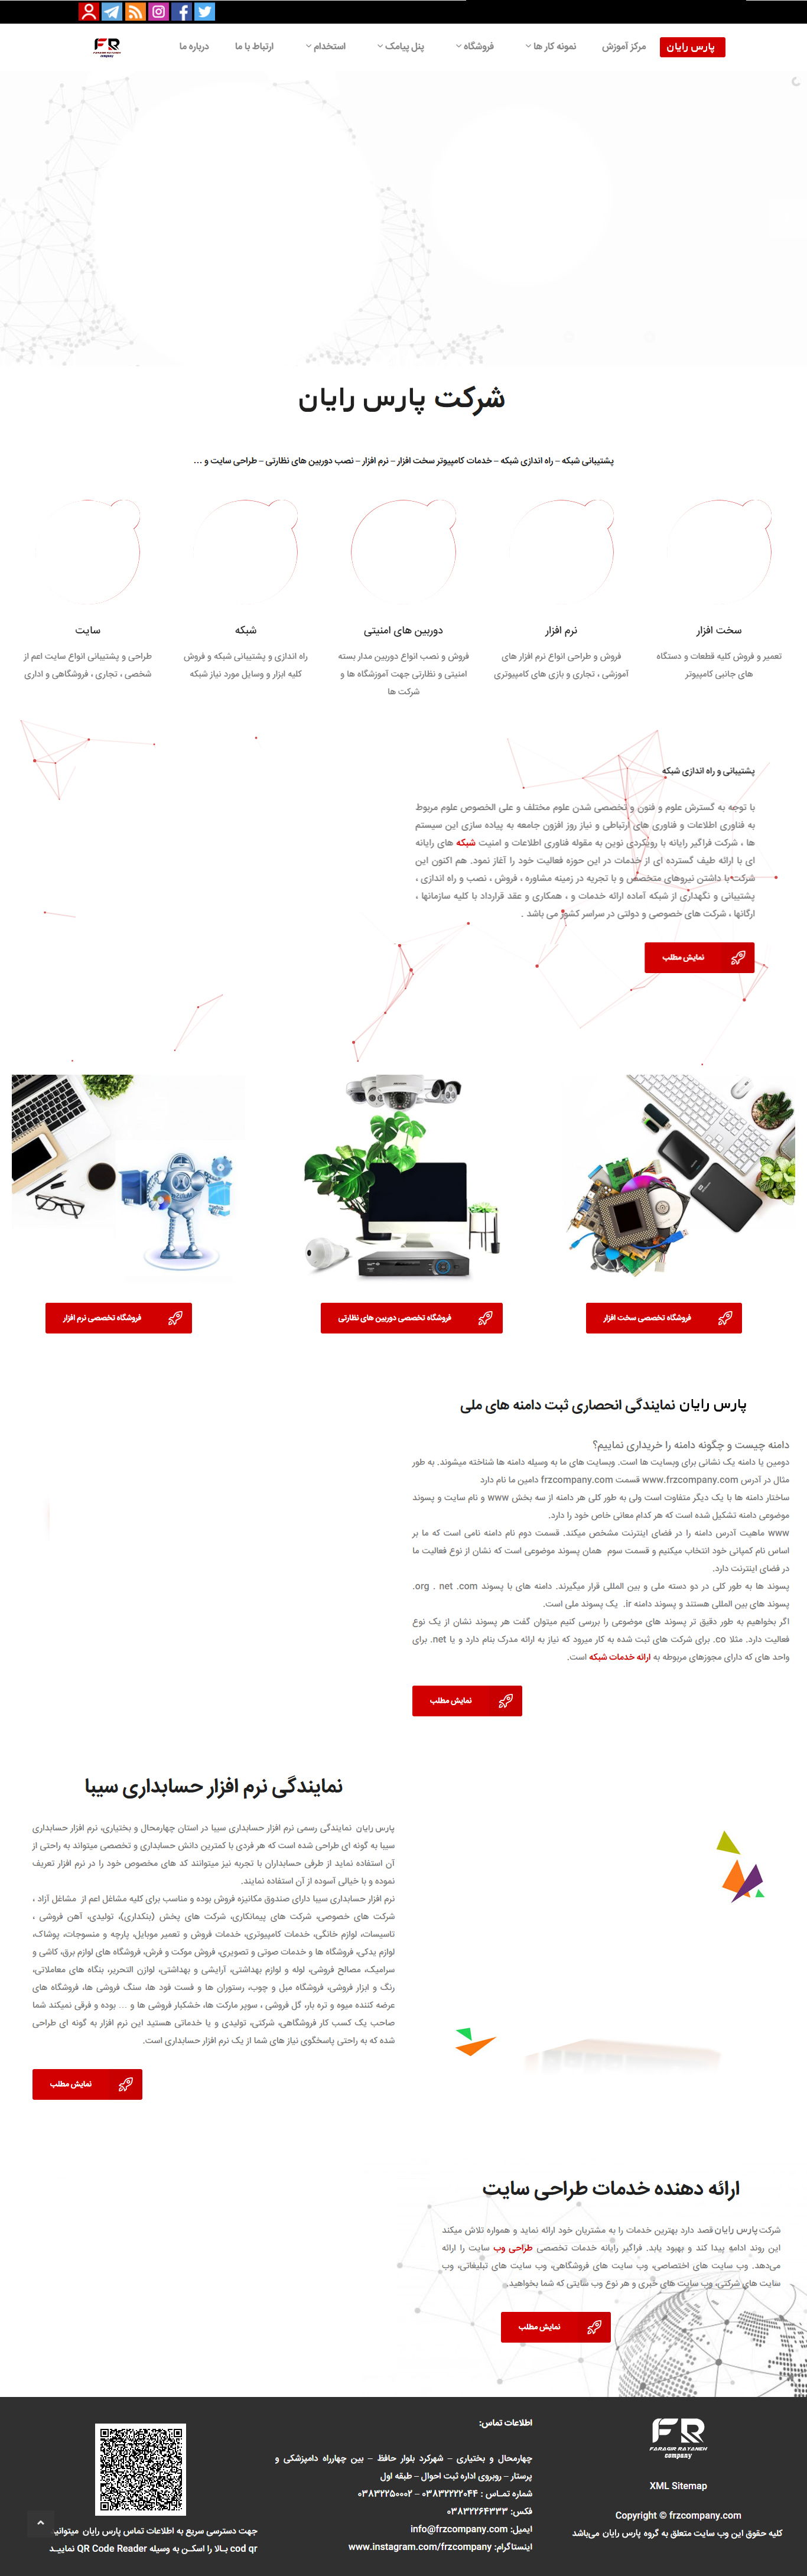 پارس رایان
مرکز آموزش
نمونه کار ها
فروشگاه
پنل پیامک
استخدام
ارتباط با ما
درباره ما
FR
FARAGIR RAYANEH
company
شرکت پارس رایان
پشتیبانی شبکه – راه اندازی شبکه – خدمات کامپیوتر سخت افزار – نرم افزار – نصب دوربین های نظارتی – طراحی سایت و ...
سخت افزار
تعمیر و فروش کلیه قطعات و دستگاه
های جانبی کامپیوتر
نرم افزار
فروش و طراحی انواع نرم افزار های
آموزشی ، تجاری و بازی های کامپیوتری
دوربین های امنیتی
فروش و نصب انواع دوربین مدار بسته
امنیتی و نظارتی جهت آموزشگاه ها و
شرکت ها
شبکه
راه اندازی و پشتیبانی شبکه و فروش
کلیه ابزار و وسایل مورد نیاز شبکه
سایت
طراحی و پشتیبانی انواع سایت اعم از
شخصی ، تجاری ، فروشگاهی و اداری
پشتیبانی و راه اندازی شبکه
با توجه به گسترش علوم و فنون و تخصصی شدن علوم مختلف و علی الخصوص علوم مربوط
به فناوری اطلاعات و فناوری های ارتباطی و نیاز روز افزون جامعه به پیاده سازی این سیستم
ها ، شرکت فراگیر رایانه با رویکردی نوین به مقوله فناوری اطلاعات و امنیت شبکه های رایانه
ای با ارائه طیف گسترده ای از خدمات در این حوزه فعالیت خود را آغاز نمود. هم اکنون این
شرکت با داشتن نیروهای متخصص و با تجربه در زمینه مشاوره ، فروش ، نصب و راه اندازی ،
پشتیبانی و نگهداری از شبکه آماده ارائه خدمات و ، همکاری و عقد قرارداد با کلیه سازمانها ،
ارگانها ، شرکت های خصوصی و دولتی در سراسر کشور می باشد .
نمایش مطلب
فروشگاه تخصصی سخت افزار
فروشگاه تخصصی دوربین های نظارتی
فروشگاه تخصصی نرم افزار
پارس رایان نمایندگی انحصاری ثبت دامنه های ملی
دامنه چیست و چگونه دامنه را خریداری نماییم؟
دومین یا دامنه یک نشانی برای وبسایت ها است. وبسایت های ما به وسیله دامنه ها شناخته میشوند. به طور
مثال در آدرس www.frzcompany.com قسمت frzcompany.com دامین ما نام دارد
ساختار دامنه ها با یک دیگر متفاوت است ولی به طور کلی هر دامنه از سه بخش www و نام سایت و پسوند
موضوعی دامنه تشکیل شده است که هر کدام معانی خاص خود را دارد.
www ماهیت آدرس دامنه را در فضای اینترنت مشخص میکند. قسمت دوم نام دامنه نامی است که ما بر
اساس نام کمپانی خود انتخاب میکنیم و قسمت سوم همان پسوند موضوعی است که نشان از نوع فعالیت ما
در فضای اینترنت دارد.
پسوند ها به طور کلی در دو دسته ملی و بین المللی قرار میگیرند. دامنه های با پسوند org . net .com.
پسوند های بین المللی هستند و پسوند دامنه ir. یک پسوند ملی است.
اگر بخواهیم به طور دقیق تر پسوند های موضوعی را بررسی کنیم میتوان گفت هر پسوند نشان از یک نوع
فعالیت دارد. مثلا co. برای شرکت های ثبت شده به کار میرود که نیاز به ارائه مدرک بنام دارد و یا net. برای
واحد های که دارای مجوزهای مربوطه به ارائه خدمات شبکه است.
نمایش مطلب
نمایندگی نرم افزار حسابداری سیبا
پارس رایان نمایندگی رسمی نرم افزار حسابداری سیبا در استان چهارمحال و بختیاری، نرم افزار حسابداری
سیبا به گونه ای طراحی شده است که هر فردی با کمترین دانش حسابداری و تخصصی میتواند به راحتی از
آن استفاده نماید از طرفی حسابداران با تجربه نیز میتوانند کد های مخصوص خود را در نرم افزار تعریف
نموده و با خیالی آسوده از آن استفاده نمایند.
نرم افزار حسابداری سیبا دارای صندوق مکانیزه فروش بوده و مناسب برای کلیه مشاغل اعم از مشاغل آزاد ،
شرکت های خصوصی، شرکت های پیمانکاری، شرکت های پخش (بنکداری)، تولیدی، آهن فروشی ،
تاسیسات، لوازم خانگی، خدمات کامپیوتری، خدمات فروش و تعمیر موبایل، پارچه و منسوجات، پوشاک،
لوازم یدکی، فروشگاه ها و خدمات صوتی و تصویری، فروش موکت و فرش، فروشگاه های لوازم برق، کاشی و
سرامیک، مصالح فروشی، لوله و لوازم بهداشتی، آرایشی و بهداشتی، لوازن التحریر، بنگاه های معاملاتی،
رنگ و ابزار فروشی، فروشگاه مبل و چوب، رستوران ها و فست فود ها، سنگ فروشی ها، فروشگاه های
عرضه کننده میوه و تره بار، گل فروشی ، سوپر مارکت ها، خشکبار فروشی ها و ... بوده و فرقی نمیکند شما
صاحب یک کسب کار فروشگاهی، شرکتی، تولیدی و یا خدماتی هستید این نرم افزار به گونه ای طراحی
شده که به راحتی پاسخگوی نیاز های شما از یک نرم افزار حسابداری است.
نمایش مطلب
ارائه دهنده خدمات طراحی سایت
شرکت پارس رایان قصد دارد بهترین خدمات را به مشتریان خود ارائه نماید و همواره تلاش میکند
این روند ادامه پیدا کند و بهبود یابد. فراگیر رایانه خدمات تخصصی طراحی وب سایت را ارائه
می‌دهد. وب سایت های اختصاصی، وب سایت های فروشگاهی، وب سایت های تبلیغاتی، وب
سایت های شرکتی، وب سایت های خبری و هر نوع وب سایتی که شما بخواهید.
نمایش مطلب
FR
FARAGIR RAYANEH
company
XML Sitemap
Copyright © frzcompany.com
کلیه حقوق این وب سایت متعلق به گروه پارس رایان می‌باشد
اطلاعات تماس:
چهارمحال و بختیاری – شهرکرد بلوار حافظ – بین چهارراه دامپزشکی و
پرستار – روبروی اداره ثبت احوال – طبقه اول
شماره تماس : ۰۳۸۳۲۲۲۲۰۴۴ – ۰۳۸۳۲۲۵۰۰۰۲
فکس: ۰۳۸۳۲۲۶۴۳۳۳
ایمیل: info@frzcompany.com
اینستاگرام: www.instagram.com/frzcompany
جهت دسترسی سریع به اطلاعات تماس پارس رایان میتوانید
cod qr بالا را اسکن به وسیله QR Code Reader نمایید